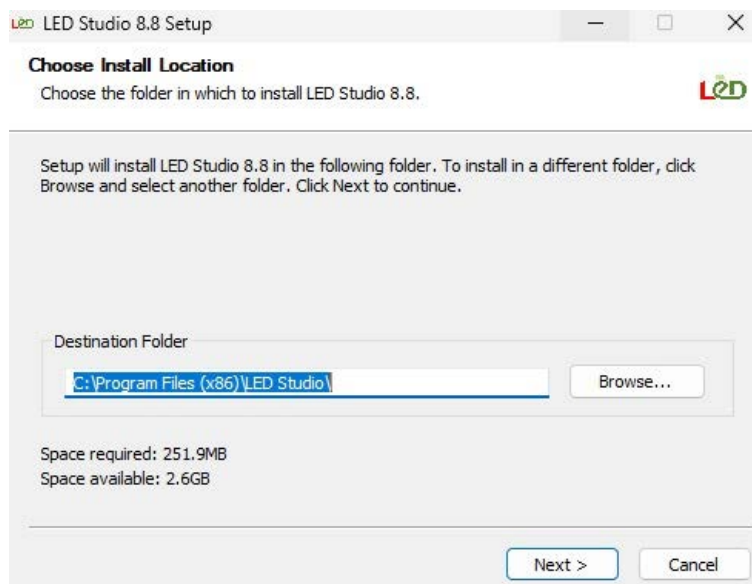 LED LED Studio 8.8 Setup
Choose Install Location
Choose the folder in which to install LED Studio 8.8.
LED
Setup will install LED Studio 8.8 in the following folder. To install in a different folder, click
Browse and select another folder. Click Next to continue.
Destination Folder
C:\Program Files (x86)\LED Studio\
Browse...
Space required: 251.9MB
Space available: 2.6GB
Next >
Cancel